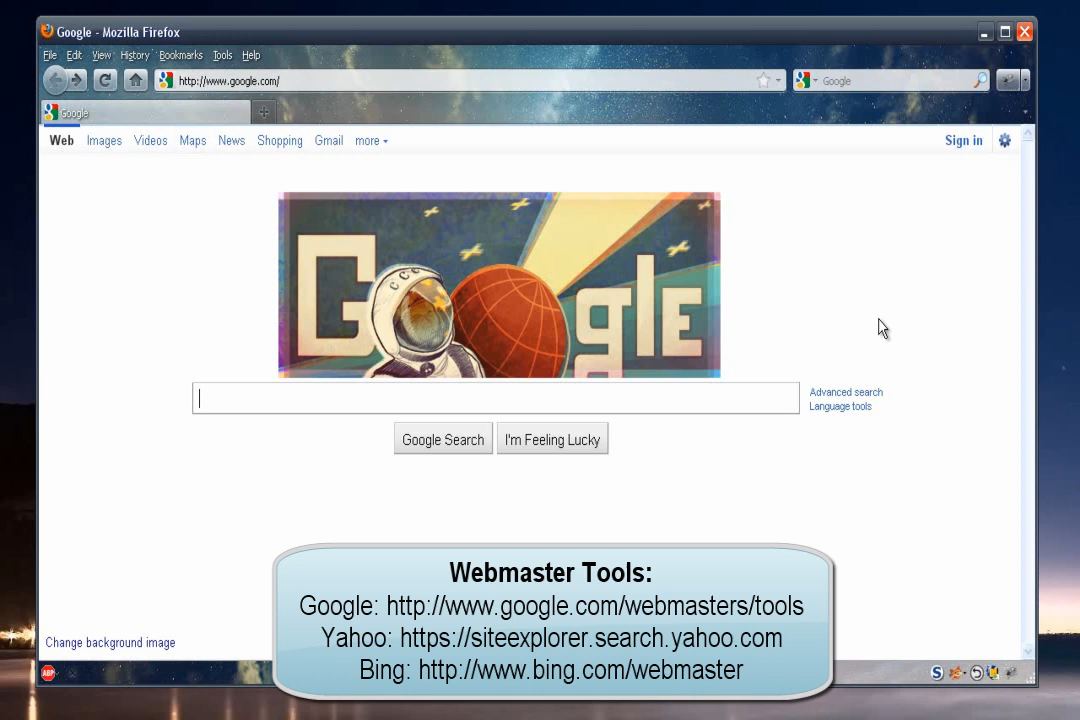 Google - Mozilla Firefox
File Edit View History Bookmarks Tools Help
http://www.google.com/ Google
Google
Web Images Videos Maps News Shopping Gmail more Sign in
Google
CCCP
Advanced search
Language tools
Google Search I'm Feeling Lucky
Webmaster Tools:
Google: http://www.google.com/webmasters/tools
Yahoo: https://siteexplorer.search.yahoo.com
Bing: http://www.bing.com/webmaster
Change background image
ABP S